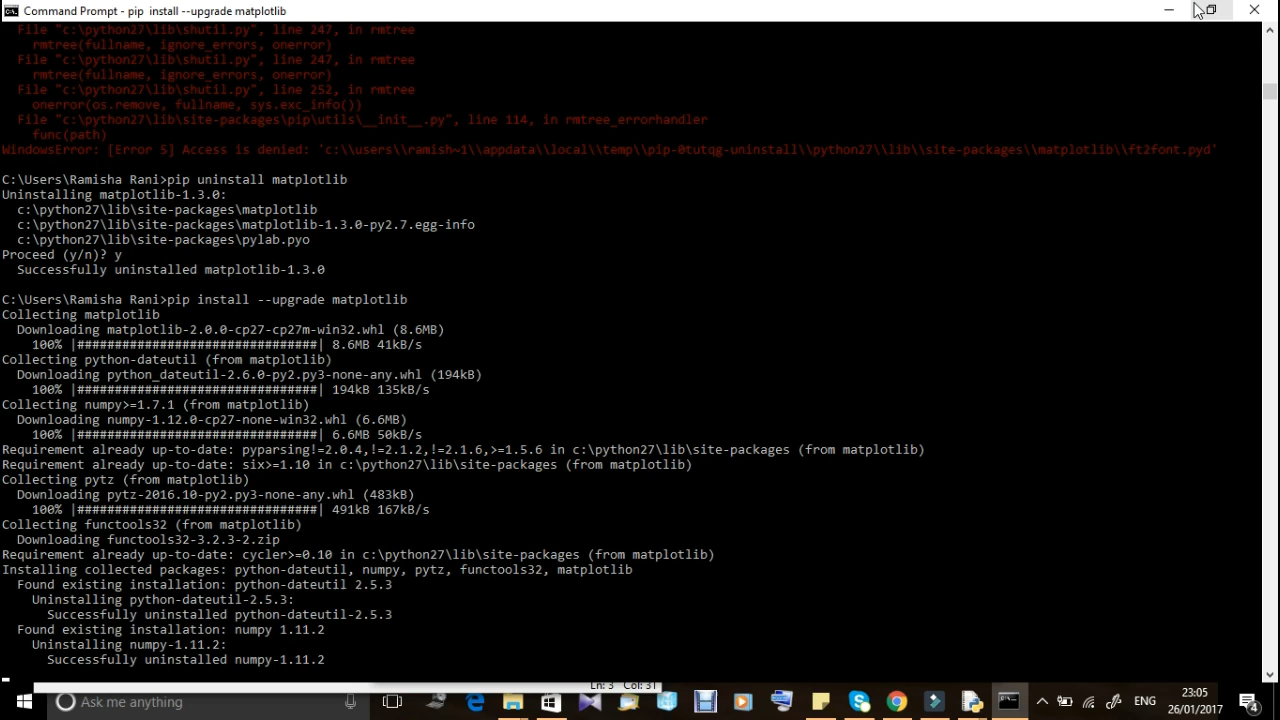 Command Prompt - pip  install --upgrade matplotlib
File "c:\python27\lib\shutil.py", line 247, in rmtree
rmtree(fullname, ignore_errors, onerror)
File "c:\python27\lib\shutil.py", line 247, in rmtree
rmtree(fullname, ignore_errors, onerror)
File "c:\python27\lib\shutil.py", line 252, in rmtree
onerror(os.remove, fullname, sys.exc_info())
File "c:\python27\lib\site-packages\pip\utils\__init__.py", line 114, in rmtree_errorhandler
func(path)
WindowsError: [Error 5] Access is denied: 'c:\\users\\ramish~1\\appdata\\local\\temp\\pip-0tutqg-uninstall\\python27\\lib\\site-packages\\matplotlib\\ft2font.pyd'
C:\Users\Ramisha Rani>pip uninstall matplotlib
Uninstalling matplotlib-1.3.0:
c:\python27\lib\site-packages\matplotlib
c:\python27\lib\site-packages\matplotlib-1.3.0-py2.7.egg-info
c:\python27\lib\site-packages\pylab.pyo
Proceed (y/n)? y
Successfully uninstalled matplotlib-1.3.0
C:\Users\Ramisha Rani>pip install --upgrade matplotlib
Collecting matplotlib
Downloading matplotlib-2.0.0-cp27-cp27m-win32.whl (8.6MB)
100% |################################| 8.6MB 41kB/s
Collecting python-dateutil (from matplotlib)
Downloading python_dateutil-2.6.0-py2.py3-none-any.whl (194kB)
100% |################################| 194kB 135kB/s
Collecting numpy>=1.7.1 (from matplotlib)
Downloading numpy-1.12.0-cp27-none-win32.whl (6.6MB)
100% |################################| 6.6MB 50kB/s
Requirement already up-to-date: pyparsing!=2.0.4,!=2.1.2,!=2.1.6,>=1.5.6 in c:\python27\lib\site-packages (from matplotlib)
Requirement already up-to-date: six>=1.10 in c:\python27\lib\site-packages (from matplotlib)
Collecting pytz (from matplotlib)
Downloading pytz-2016.10-py2.py3-none-any.whl (483kB)
100% |################################| 491kB 167kB/s
Collecting functools32 (from matplotlib)
Downloading functools32-3.2.3-2.zip
Requirement already up-to-date: cycler>=0.10 in c:\python27\lib\site-packages (from matplotlib)
Installing collected packages: python-dateutil, numpy, pytz, functools32, matplotlib
Found existing installation: python-dateutil 2.5.3
Uninstalling python-dateutil-2.5.3:
Successfully uninstalled python-dateutil-2.5.3
Found existing installation: numpy 1.11.2
Uninstalling numpy-1.11.2:
Successfully uninstalled numpy-1.11.2
Ln: 3 Col: 31
Ask me anything
ENG
23:05
26/01/2017
4